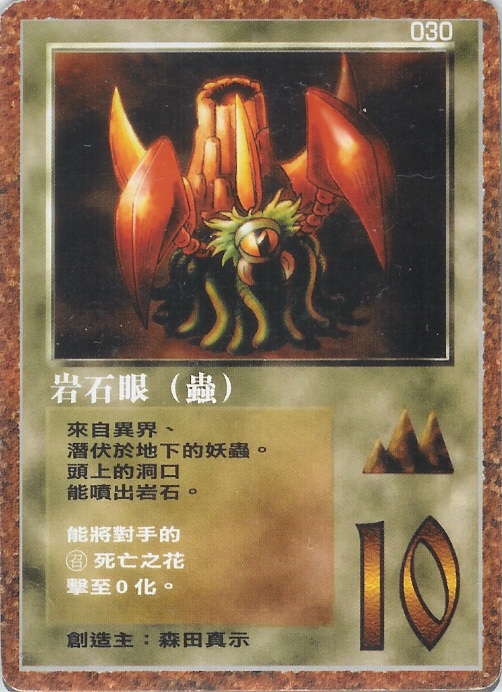 030
岩石眼（蟲）
來自異界、
潛伏於地下的妖蟲。
頭上的洞口
能噴出岩石。
能將對手的
㊁死亡之花
擊至0化。
10
創造主：森田真示